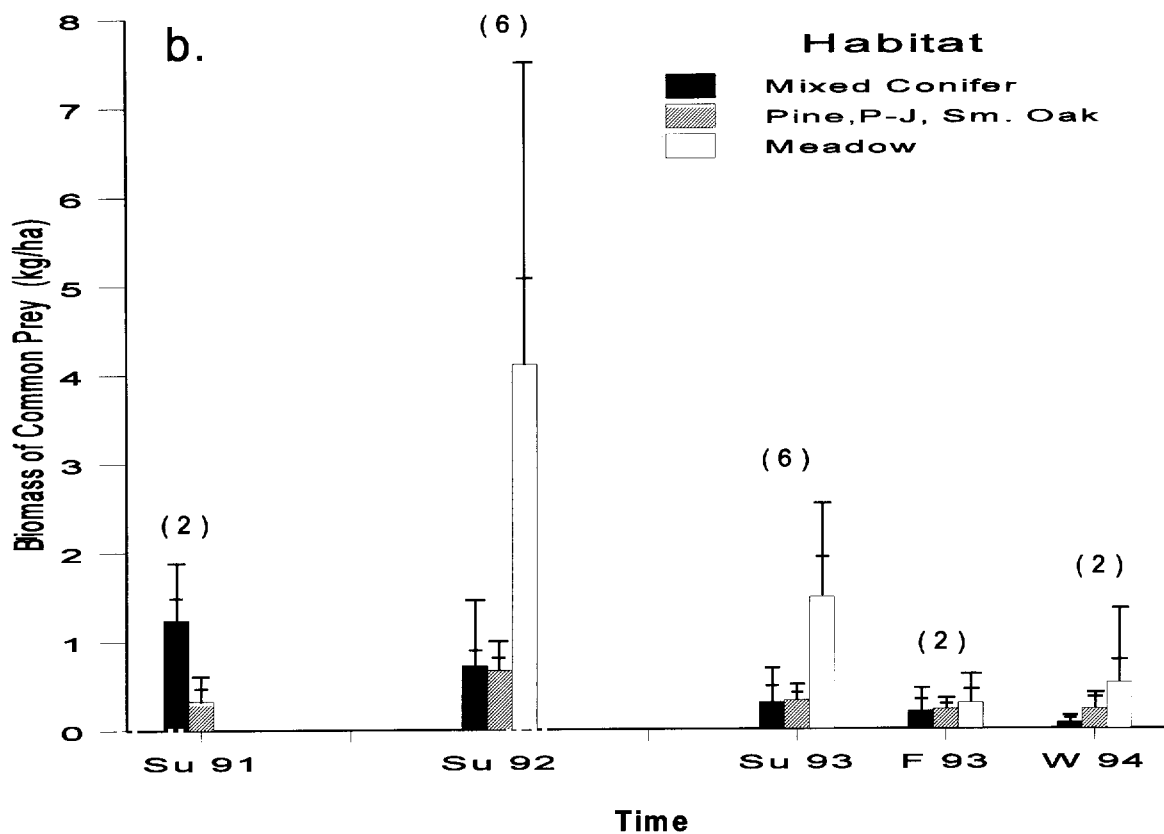 b.
Habitat
Mixed Conifer
Pine,P-J, Sm. Oak
Meadow
Biomass of Common Prey (kg/ha)
8
7
6
5
4
3
2
1
0
(2)
(6)
(6)
(2)
(2)
Su 91
Su 92
Su 93
F 93
W 94
Time